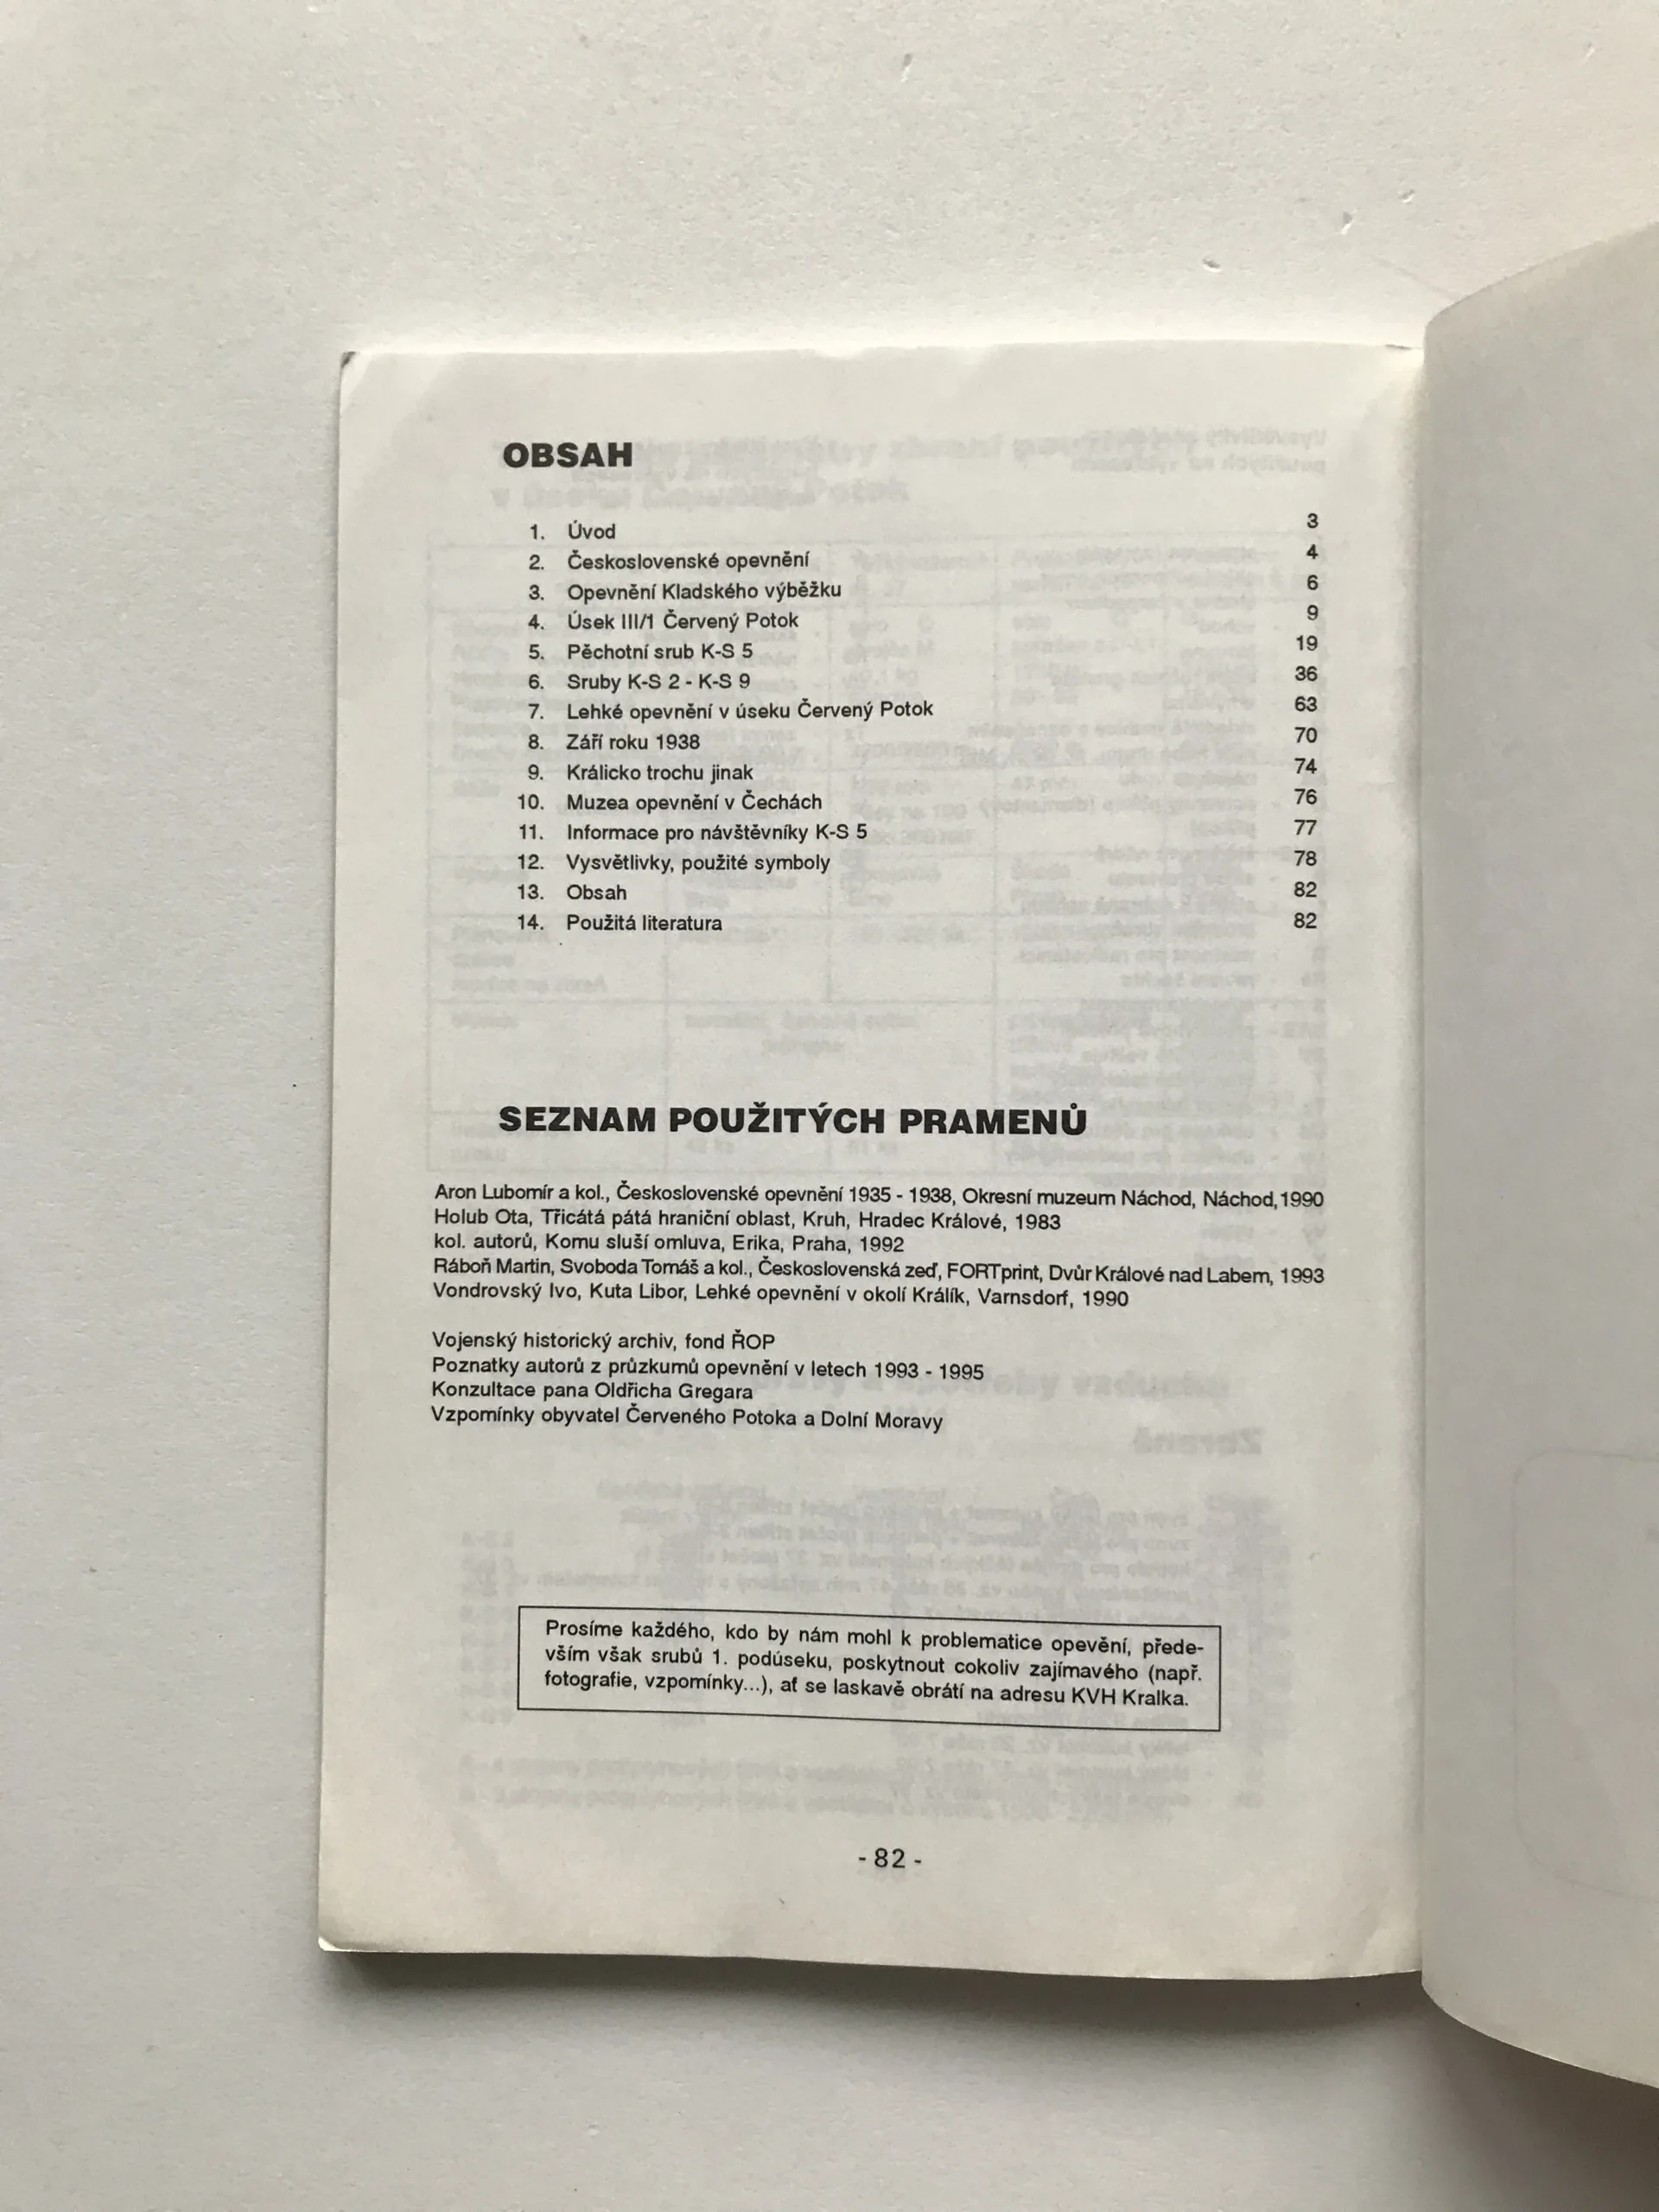 OBSAH
1. Úvod 3
2. Československé opevnění 4
3. Opevnění Kladského výběžku 6
4. Úsek III/1 Červený Potok 9
5. Pěchotní srub K-S 5 19
6. Sruby K-S 2 - K-S 9 36
7. Lehké opevnění v úseku Červený Potok 63
8. Září roku 1938 70
9. Králicko trochu jinak 74
10. Muzea opevnění v Čechách 76
11. Informace pro návštěvníky K-S 5 77
12. Vysvětlivky, použité symboly 78
13. Obsah 82
14. Použitá literatura 82
SEZNAM POUŽITÝCH PRAMENŮ
Aron Lubomír a kol., Československé opevnění 1935 - 1938, Okresní muzeum Náchod, Náchod, 1990
Holub Ota, Třicátá pátá hraniční oblast, Kruh, Hradec Králové, 1983
kol. autorů, Komu sluší omluva, Erika, Praha, 1992
Ráboň Martin, Svoboda Tomáš a kol., Československá zeď, FORTprint, Dvůr Králové nad Labem, 1993
Vondrovský Ivo, Kuta Libor, Lehké opevnění v okolí Králík, Varnsdorf, 1990
Vojenský historický archiv, fond ŘOP
Poznatky autorů z průzkumů opevnění v letech 1993 - 1995
Konzultace pana Oldřicha Gregara
Vzpomínky obyvatel Červeného Potoka a Dolní Moravy
Prosíme každého, kdo by nám mohl k problematice opevění, přede-
vším však srubů 1. podúseku, poskytnout cokoliv zajímavého (např.
fotografie, vzpomínky...), ať se laskavě obrátí na adresu KVH Kralka.
- 82 -